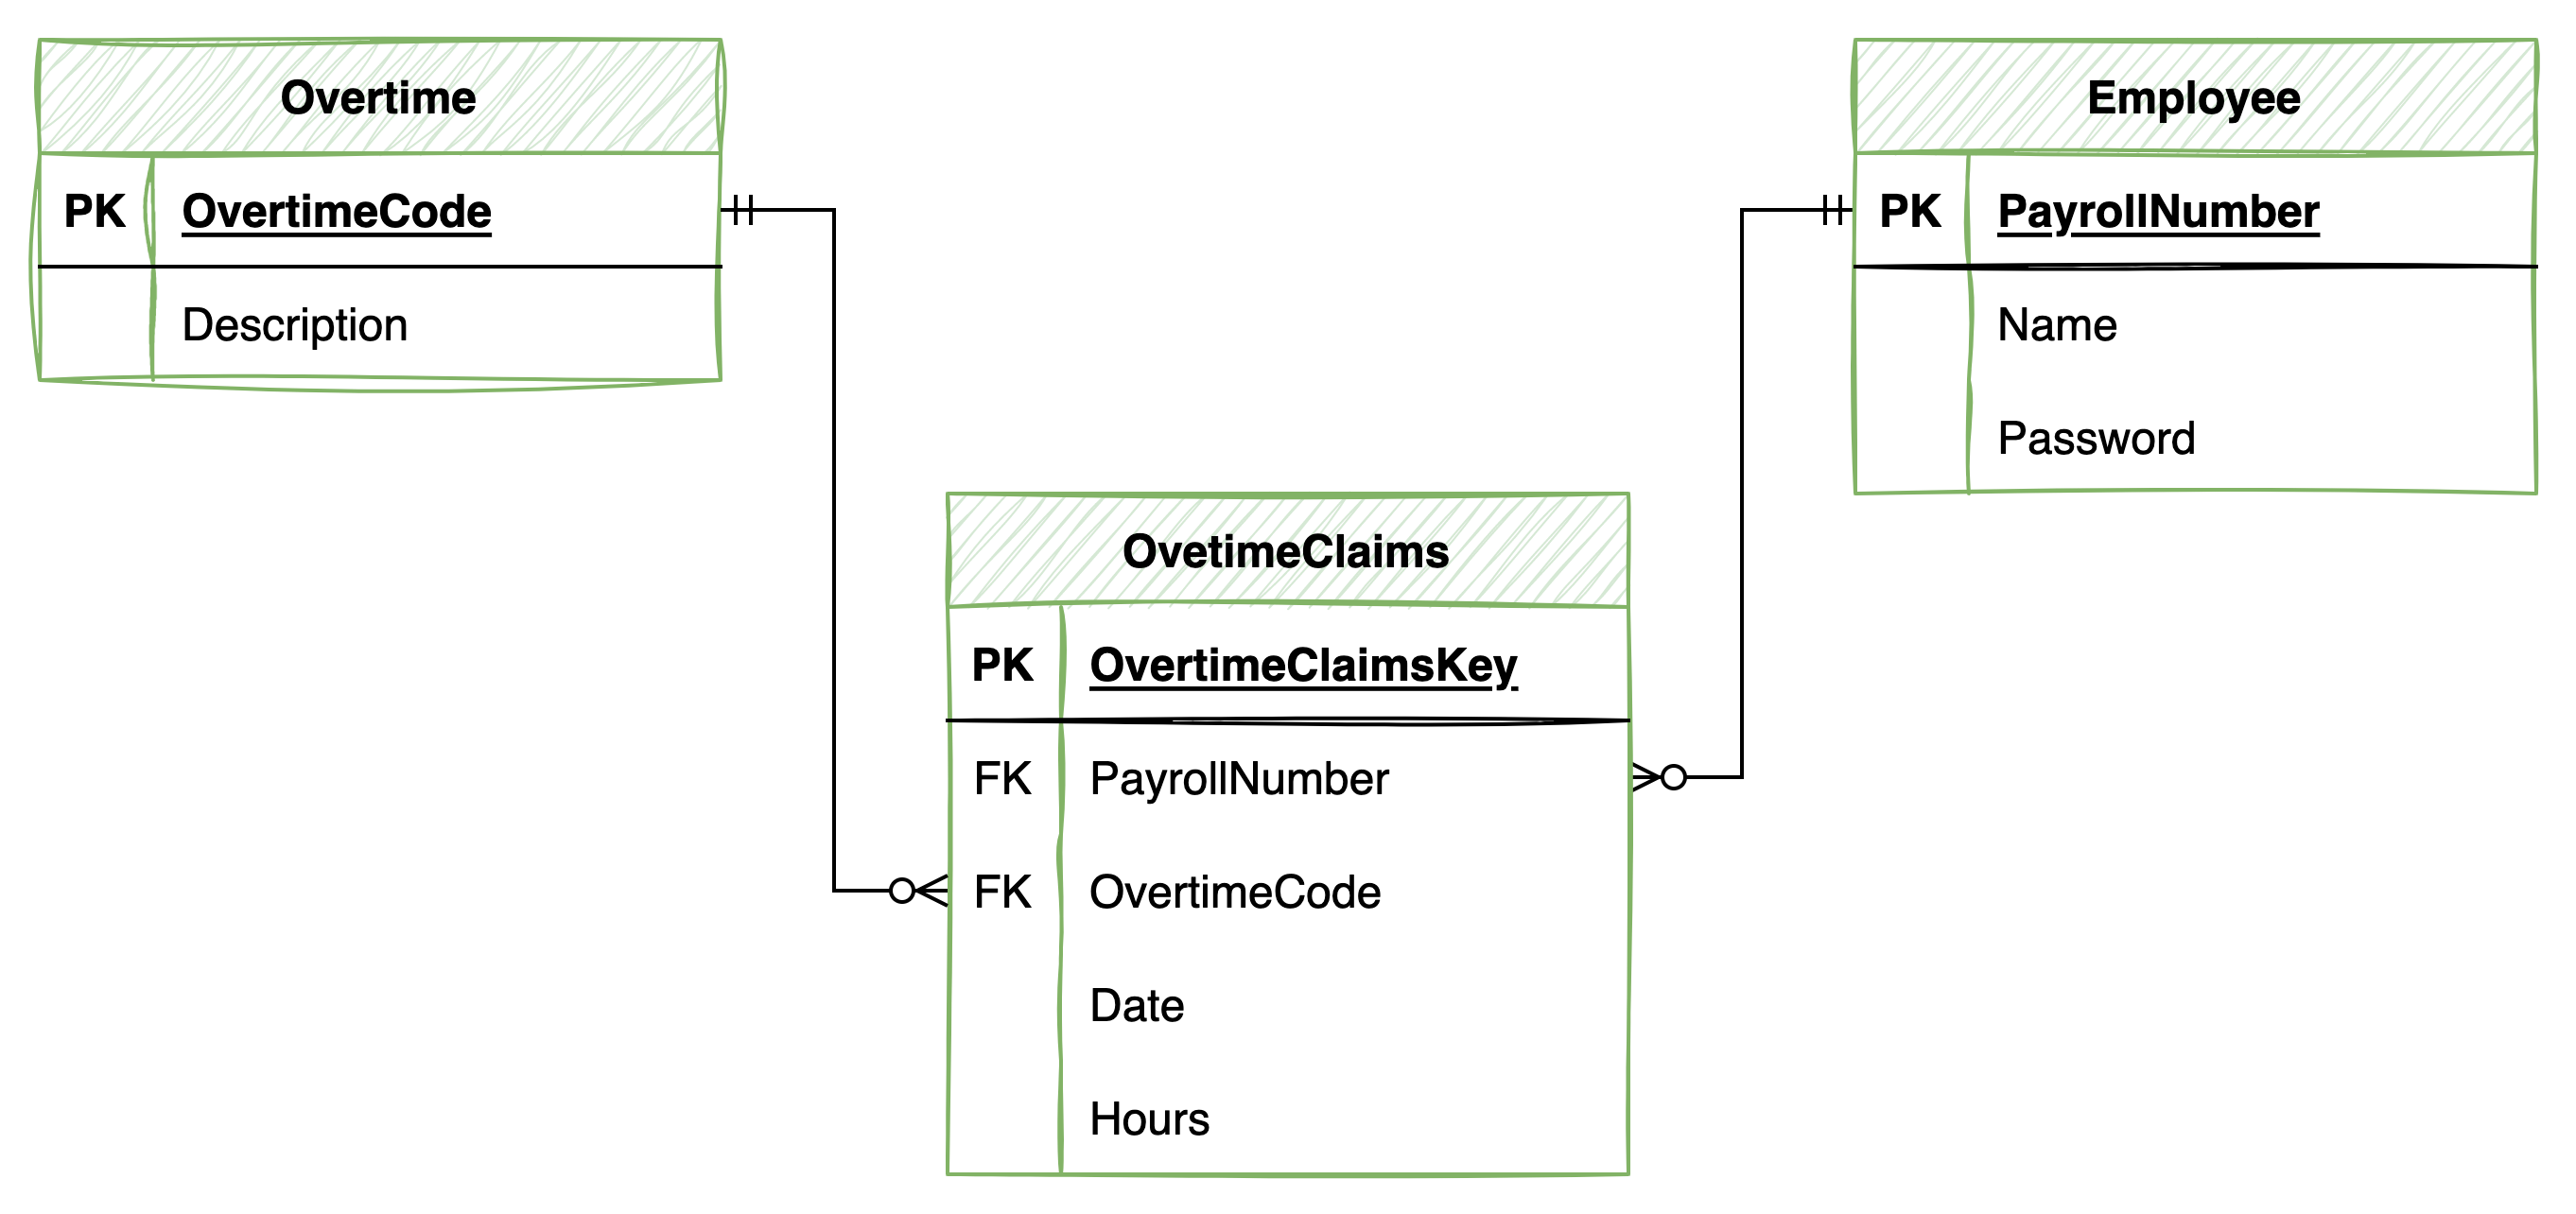 Overtime
PK OvertimeCode
Description
Employee
PK PayrollNumber
Name
Password
OvetimeClaims
PK OvertimeClaimsKey
FK PayrollNumber
FK OvertimeCode
Date
Hours